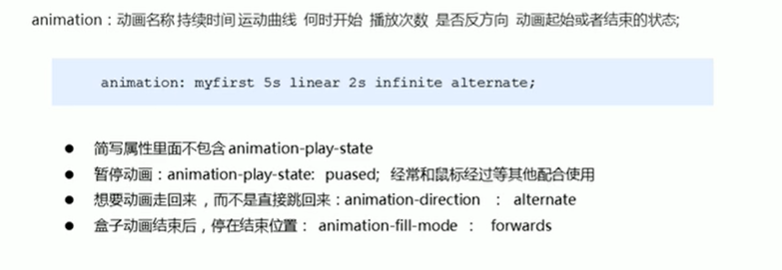 animation：动画名称 持续时间 运动曲线 何时开始 播放次数 是否反方向 动画起始或者结束的状态;
animation: myfirst 5s linear 2s infinite alternate;
● 简写属性里面不包含 animation-play-state
● 暂停动画：animation-play-state: puased; 经常和鼠标经过等其他配合使用
● 想要动画走回来，而不是直接跳回来：animation-direction ： alternate
● 盒子动画结束后，停在结束位置： animation-fill-mode ： forwards